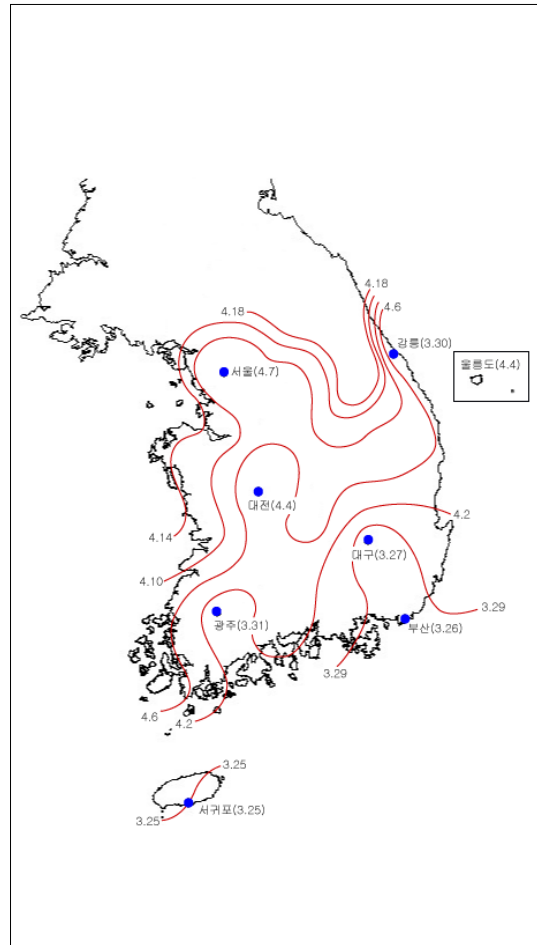 4.18
4.18
4.6
강릉(3.30)
울릉도(4.4)
서울(4.7)
대전(4.4)
4.2
4.14
대구(3.27)
4.10
3.29
광주(3.31)
부산(3.26)
3.29
4.6
4.2
3.25
서귀포(3.25)
3.25